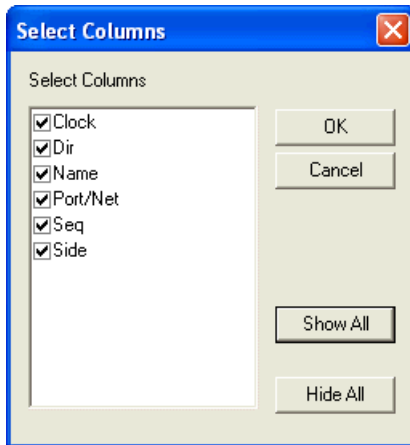 Select Columns
Select Columns
Clock
Dir
Name
Port/Net
Seq
Side
OK
Cancel
Show All
Hide All